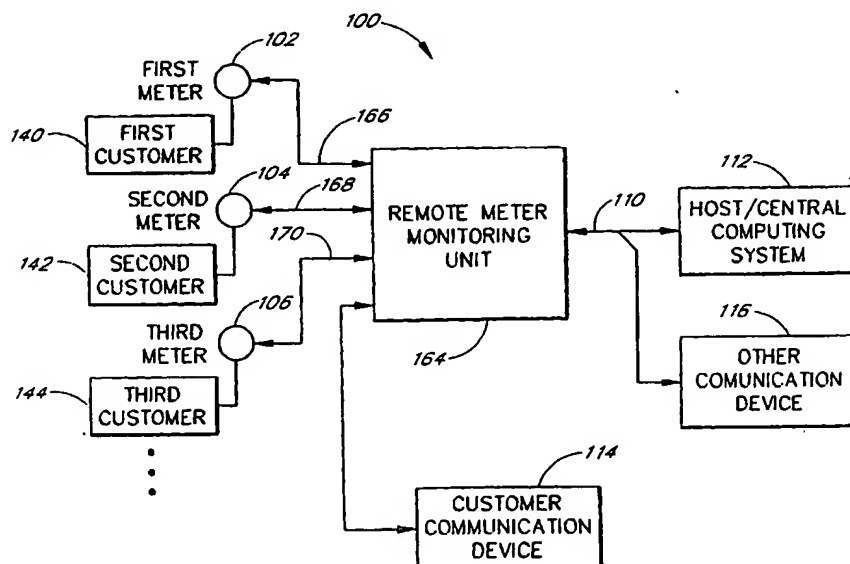 100
102
FIRST
METER
140
FIRST
CUSTOMER
166
104
SECOND
METER
168
142
SECOND
CUSTOMER
170
106
THIRD
METER
144
THIRD
CUSTOMER
REMOTE METER
MONITORING
UNIT
164
110
112
HOST/CENTRAL
COMPUTING
SYSTEM
116
OTHER
COMUNICATION
DEVICE
114
CUSTOMER
COMMUNICATION
DEVICE